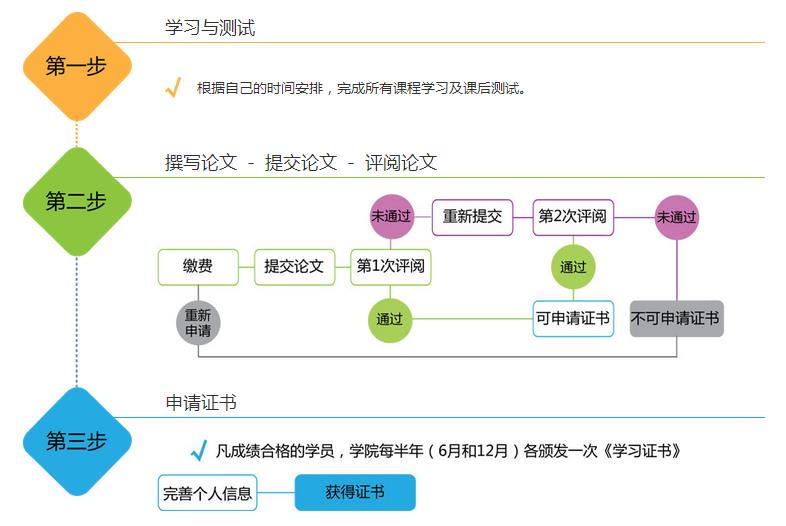 第一步
学习与测试
根据自己的时间安排，完成所有课程学习及课后测试。
第二步
撰写论文 - 提交论文 - 评阅论文
未通过
重新提交
第2次评阅
未通过
缴费
提交论文
第1次评阅
通过
重新
申请
通过
可申请证书
不可申请证书
第三步
申请证书
凡成绩合格的学员，学院每半年（6月和12月）各颁发一次《学习证书》
完善个人信息
获得证书